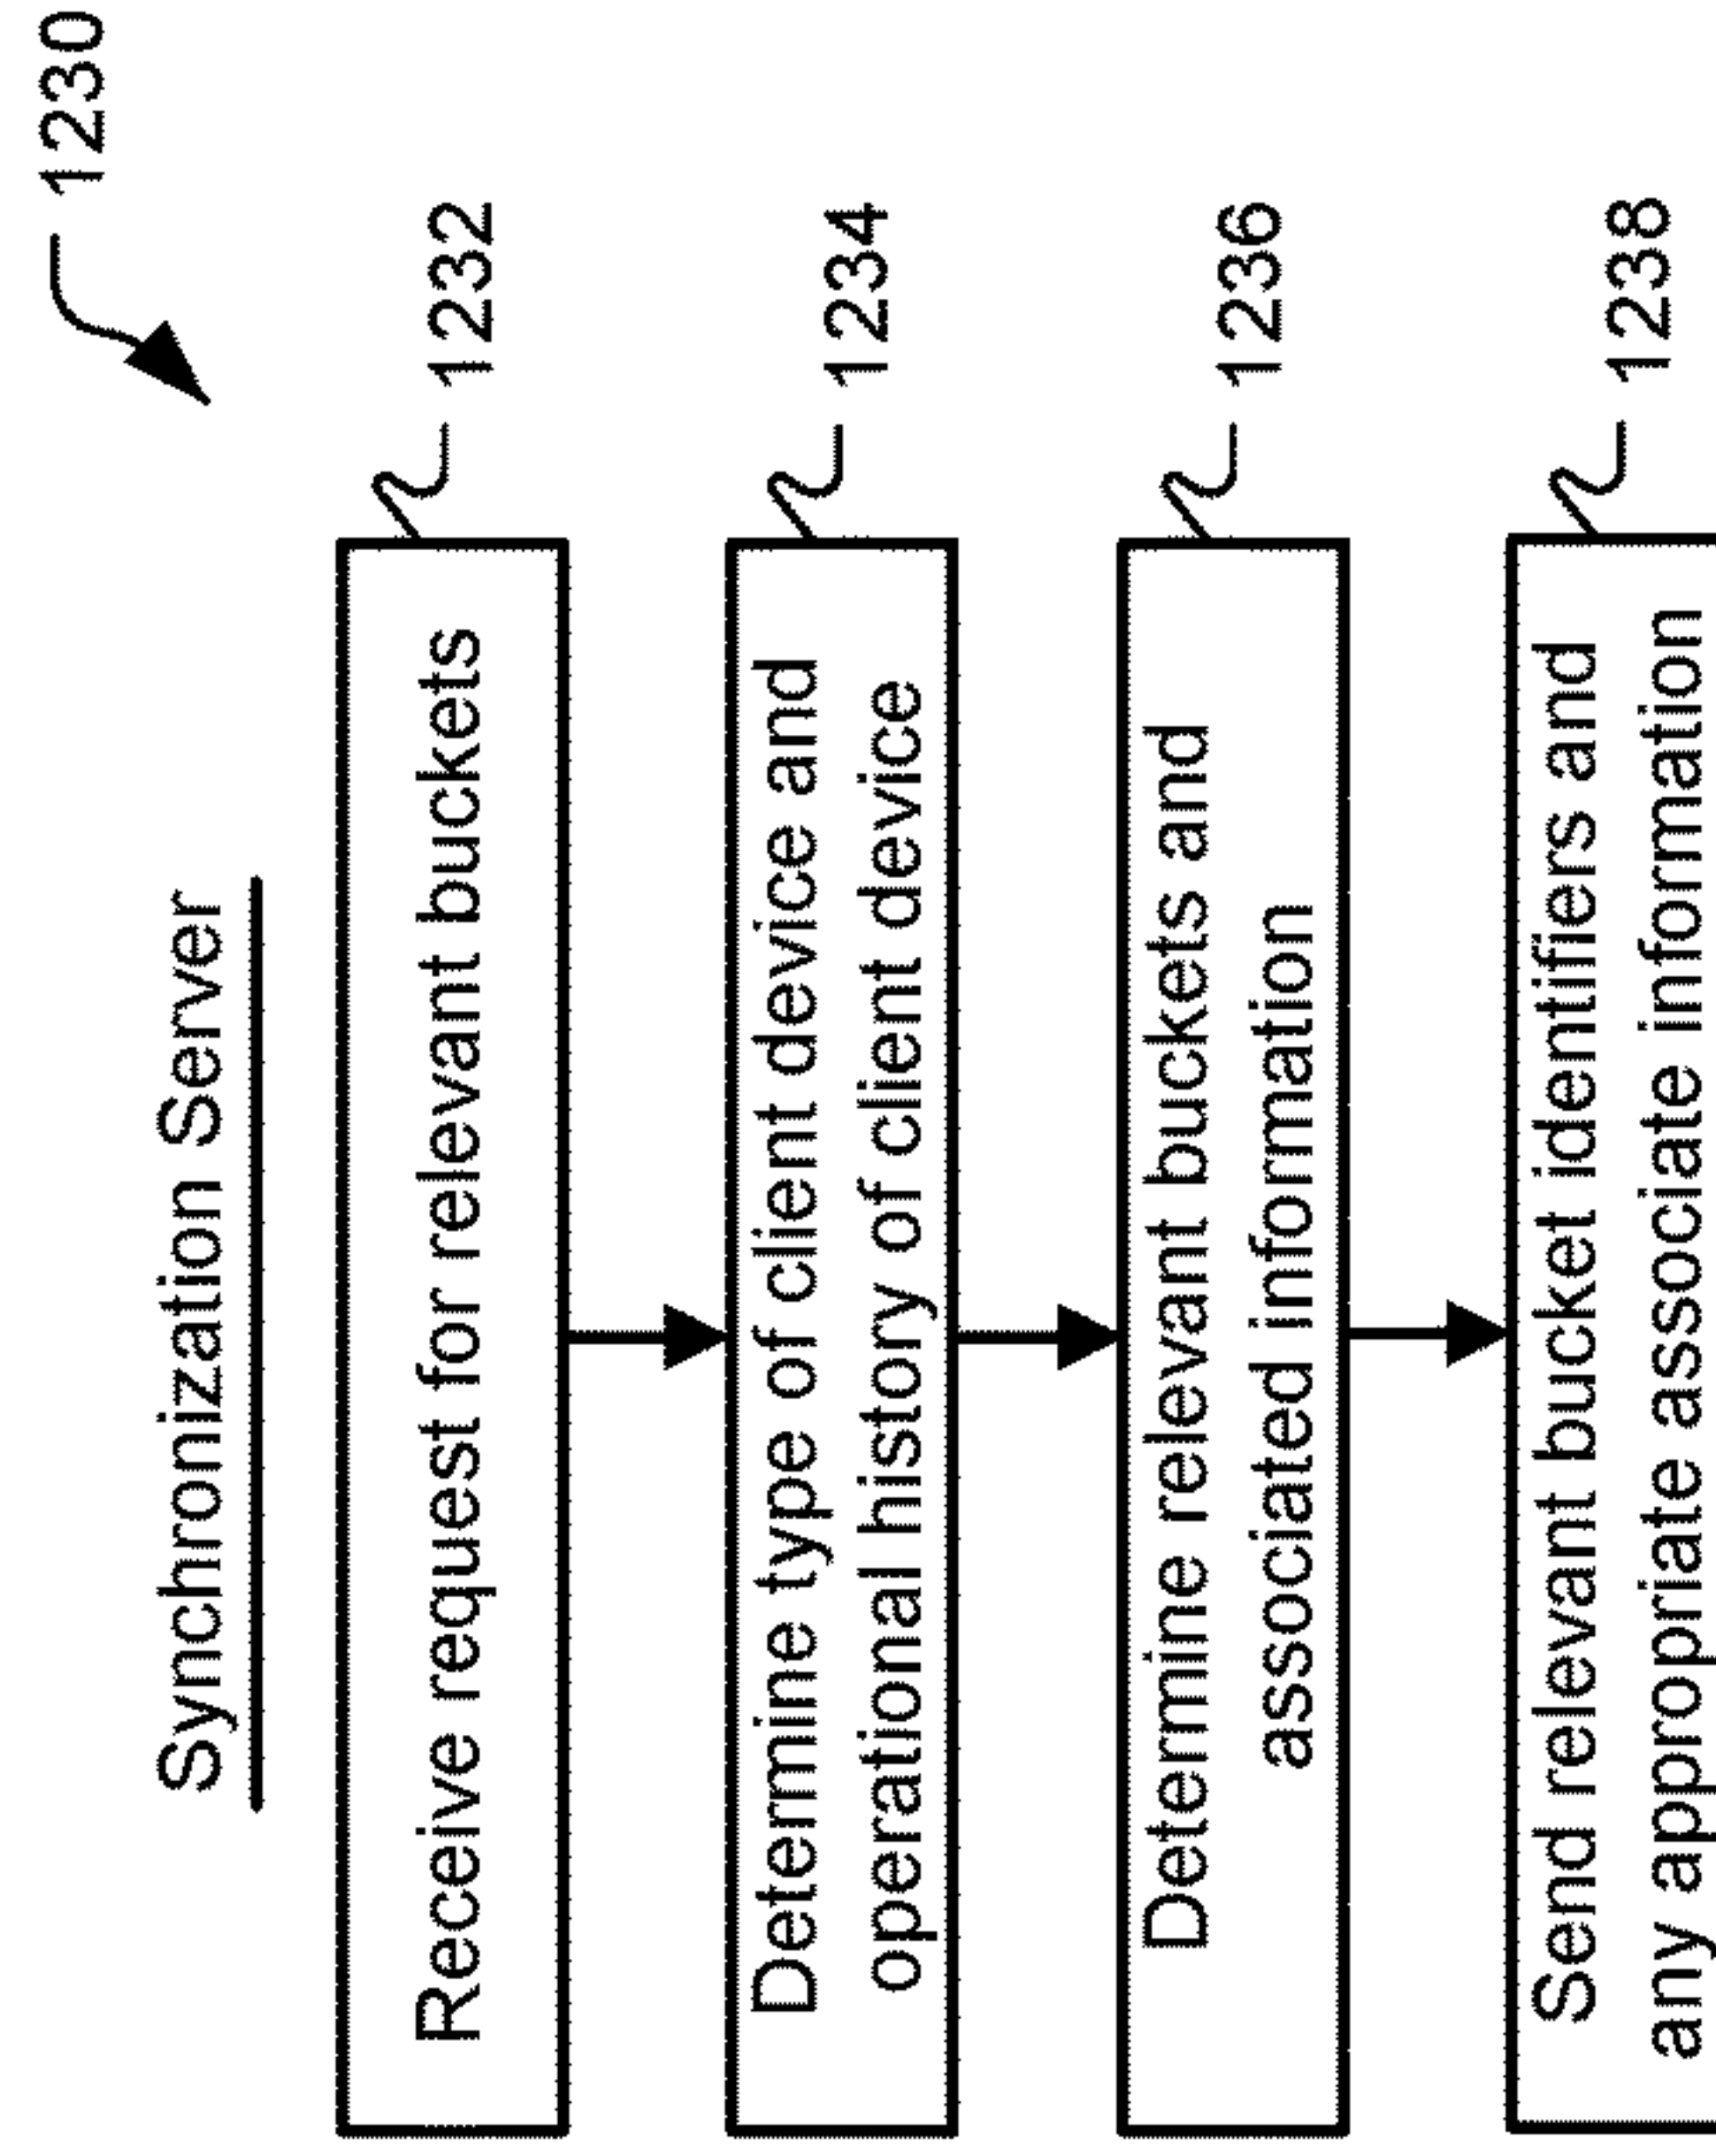 1230
Synchronization Server
Receive request for relevant buckets
1232
Determine type of client device and
operational history of client device
1234
Determine relevant buckets and
associated information
1236
Send relevant bucket identifiers and
any appropriate associate information
1238